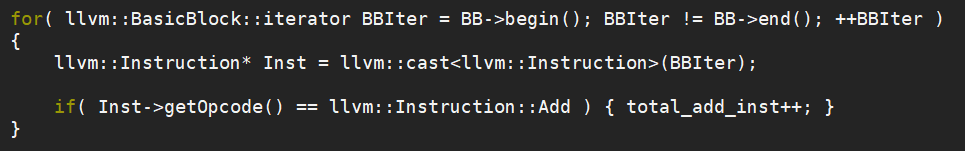 for( llvm::BasicBlock::iterator BBIter = BB->begin(); BBIter != BB->end(); ++BBIter )
{
    llvm::Instruction* Inst = llvm::cast<llvm::Instruction>(BBIter);

    if( Inst->getOpcode() == llvm::Instruction::Add ) { total_add_inst++; }
}